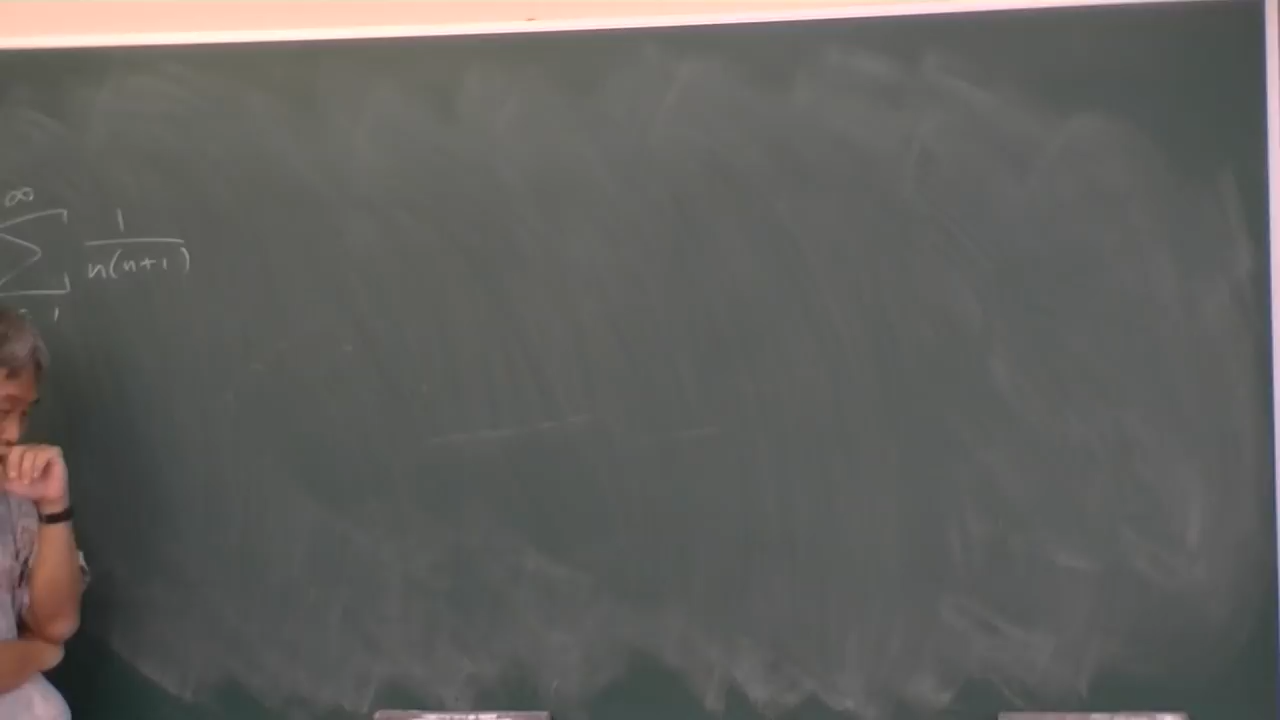 ∞
∑ 1/n(n+1)
1